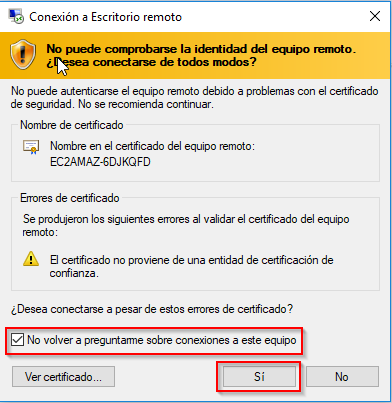 Conexión a Escritorio remoto
No puede comprobarse la identidad del equipo remoto.
¿Desea conectarse de todos modos?
No puede autenticarse el equipo remoto debido a problemas con el certificado
de seguridad. No se recomienda continuar.
Nombre de certificado
Nombre en el certificado del equipo remoto:
EC2AMAZ-6DJKQFD
Errores de certificado
Se produjeron los siguientes errores al validar el certificado del equipo
remoto:
El certificado no proviene de una entidad de certificación de
confianza.
¿Desea conectarse a pesar de estos errores de certificado?
No volver a preguntarme sobre conexiones a este equipo
Ver certificado... Sí No